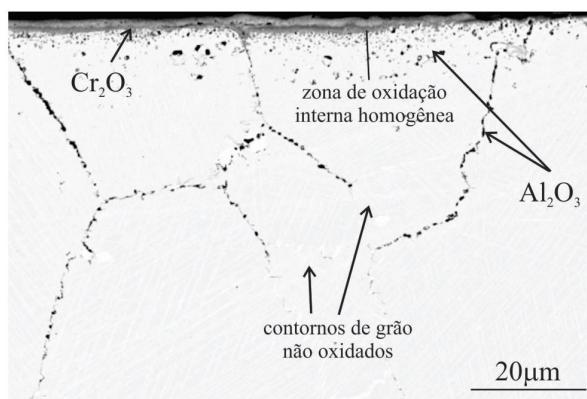 Cr₂O₃
zona de oxidação
interna homogênea
Al₂O₃
contornos de grão
não oxidados
20μm